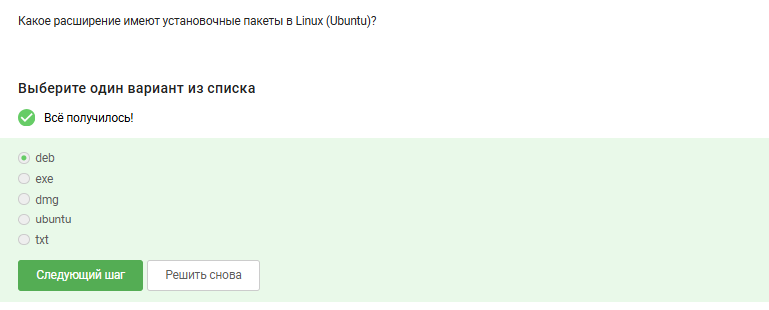 Какое расширение имеют установочные пакеты в Linux (Ubuntu)?
Выберите один вариант из списка
Всё получилось!
deb
exe
dmg
ubuntu
txt
Следующий шаг
Решить снова